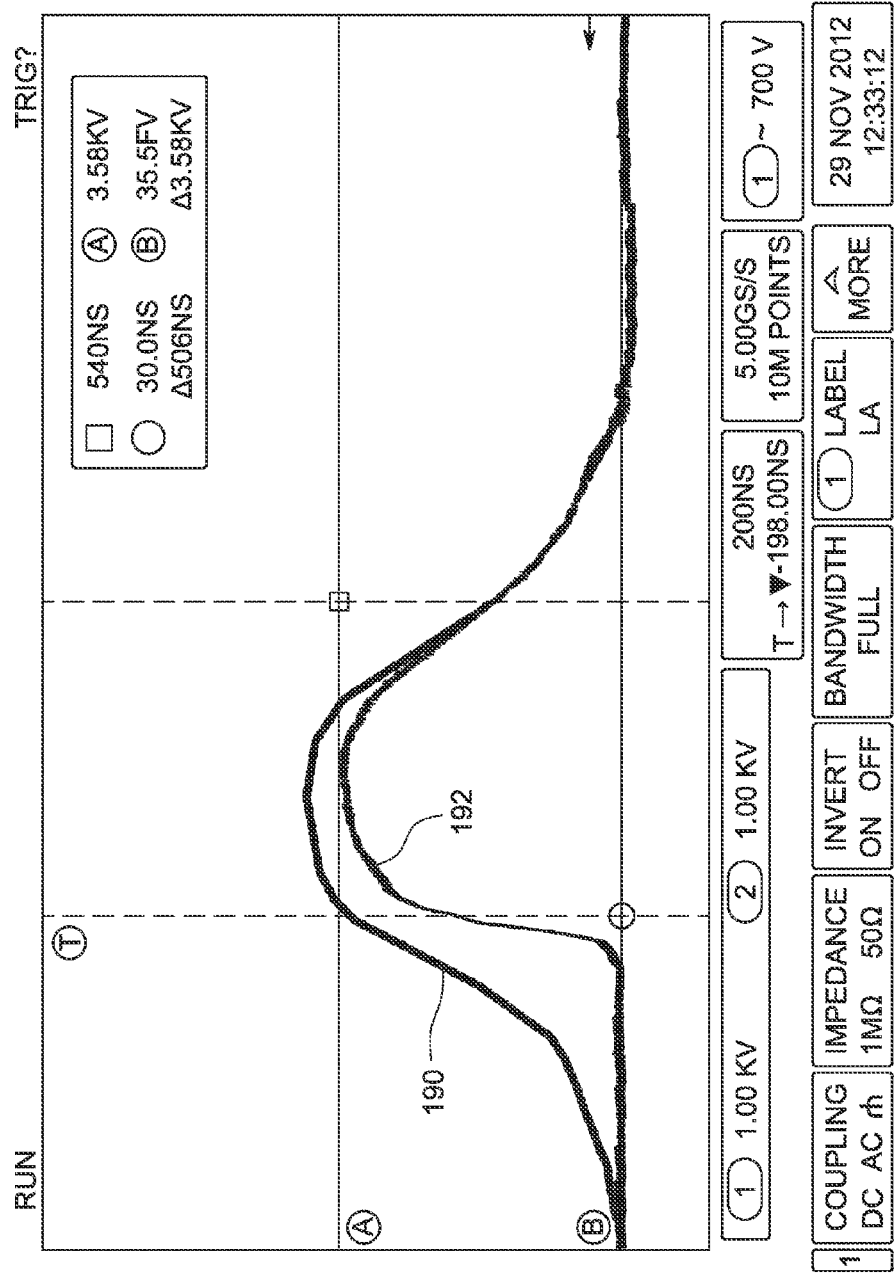 RUN
TRIG?
T
540NS A 3.58KV
30.0NS B 35.5FV
Δ506NS Δ3.58KV
A
190
192
B
1 1.00 KV 2 1.00 KV
200NS
T→▼-198.00NS
5.00GS/S
10M POINTS
1 ~ 700 V
1
COUPLING
DC AC
IMPEDANCE
1MΩ 50Ω
INVERT
ON OFF
BANDWIDTH
FULL
1 LABEL
LA
MORE
29 NOV 2012
12:33:12